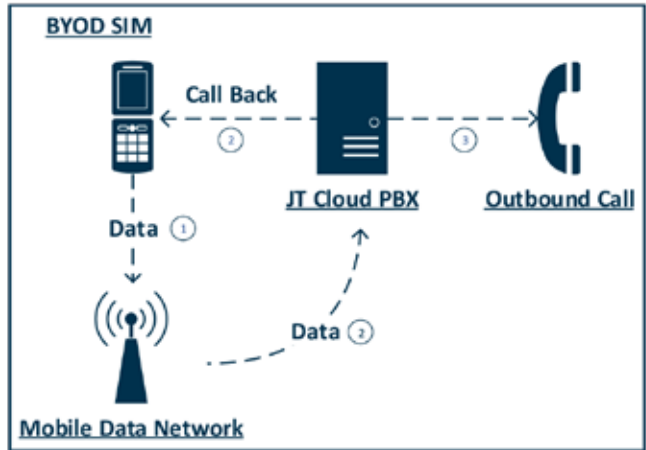 BYOD SIM
Call Back
2
3
JT Cloud PBX
Outbound Call
Data 1
Data 2
Mobile Data Network